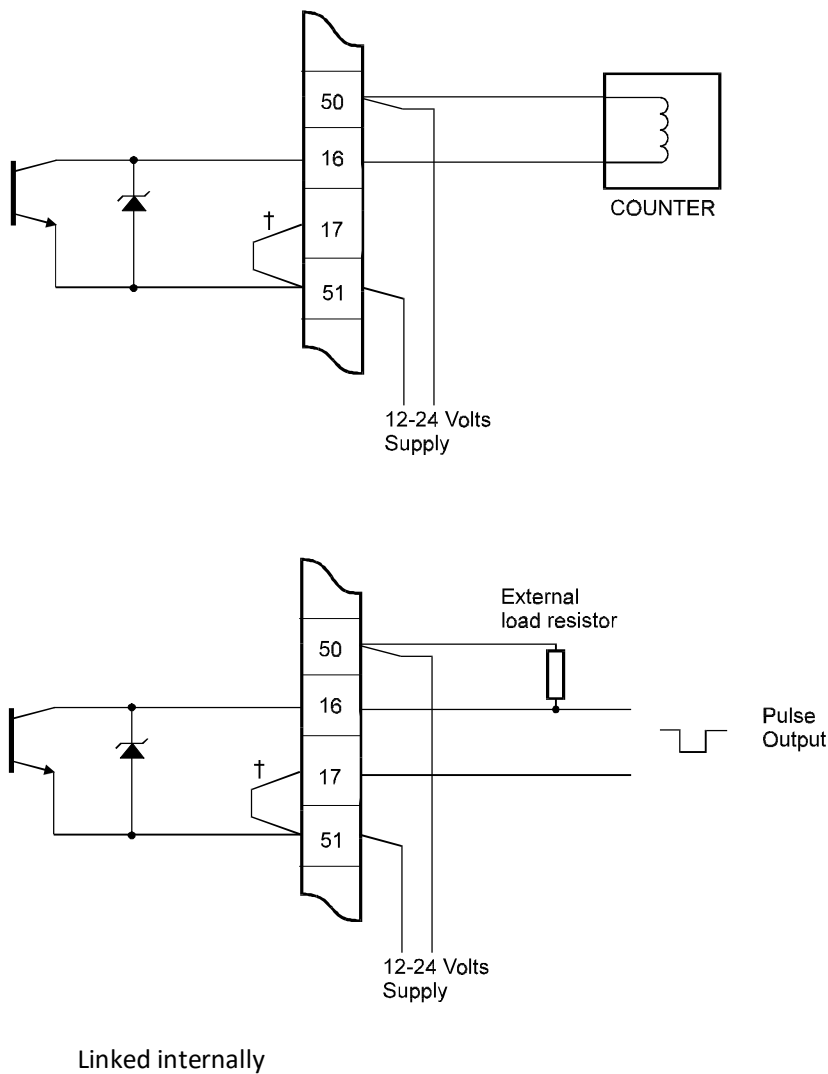 50
16
COUNTER
†
17
51
12-24 Volts
Supply
External
load resistor
50
16
Pulse
Output
†
17
51
12-24 Volts
Supply
Linked internally